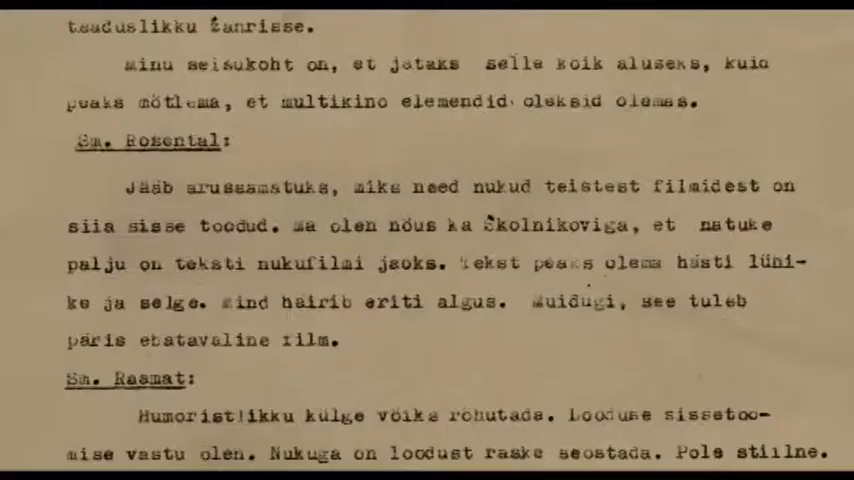 teaduslikku žanrisse.
Minu seisukoht on, et jätaks selle kõik aluseks, kuid
peaks mõtlema, et multikino elemendid oleksid olemas.
Sm. Rosental:
Jääb arusaamatuks, miks need nukud teistest filmidest on
siia sisse toodud. Ma olen nõus ka Školnikoviga, et natuke
palju on teksti nukufilmi jaoks. Tekst peaks olema hästi lühi-
ke ja selge. Mind häirib eriti algus. Muidugi, see tuleb
päris ebatavaline film.
Sm. Raamat:
Humoristlikku külge võiks rõhutada. Looduse sissetoo-
mise vastu olen. Nukuga on loodust raske seostada. Pole stiilne.